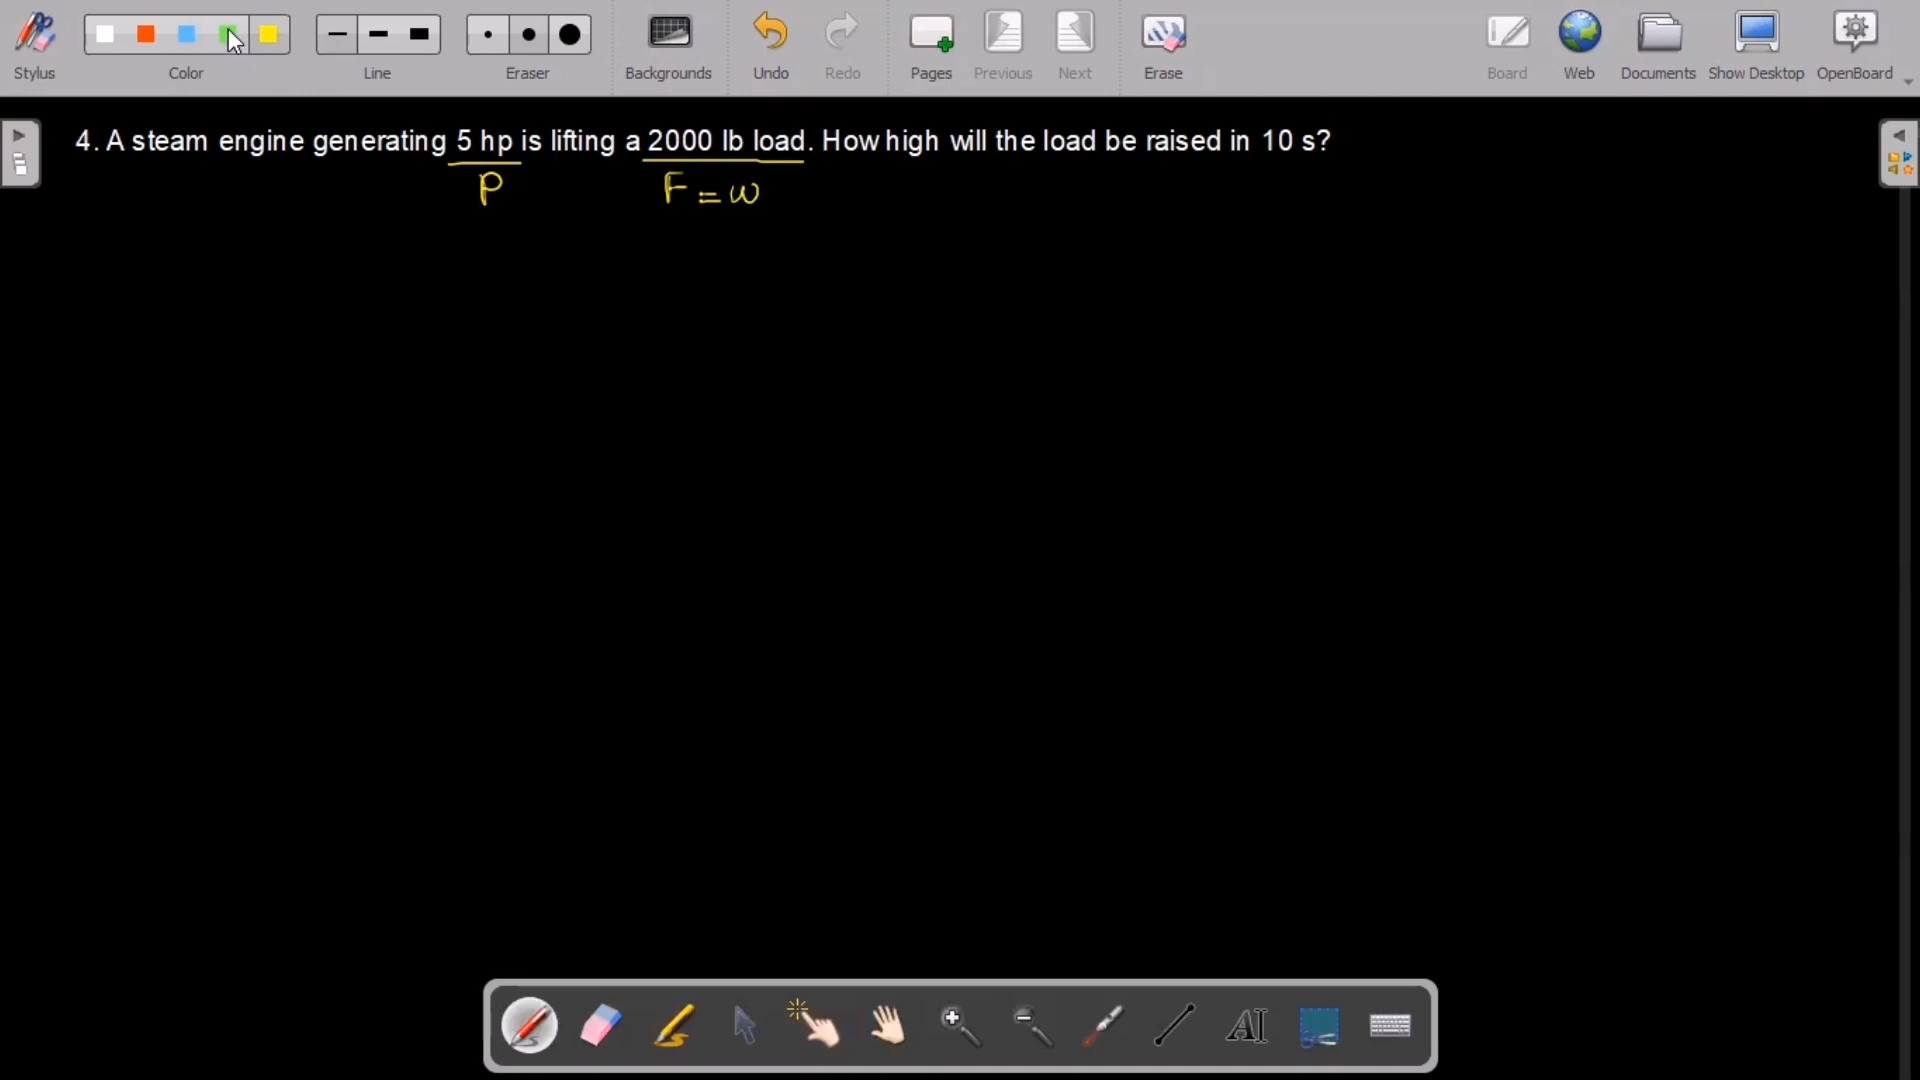 Stylus Color Line Eraser Backgrounds Undo Redo Pages Previous Next Erase Board Web Documents Show Desktop OpenBoard
4. A steam engine generating 5 hp is lifting a 2000 lb load. How high will the load be raised in 10 s?
P F = w
AI